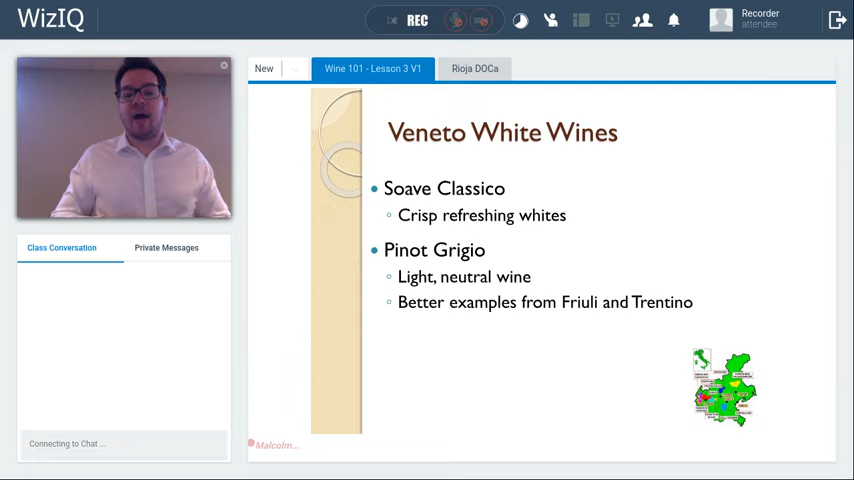 WizIQ
REC
Recorder
attendee
New
Wine 101 - Lesson 3 V1
Rioja DOCa
Veneto White Wines
Soave Classico
Crisp refreshing whites
Pinot Grigio
Light, neutral wine
Better examples from Friuli and Trentino
Class Conversation
Private Messages
Connecting to Chat ...
Malcolm...